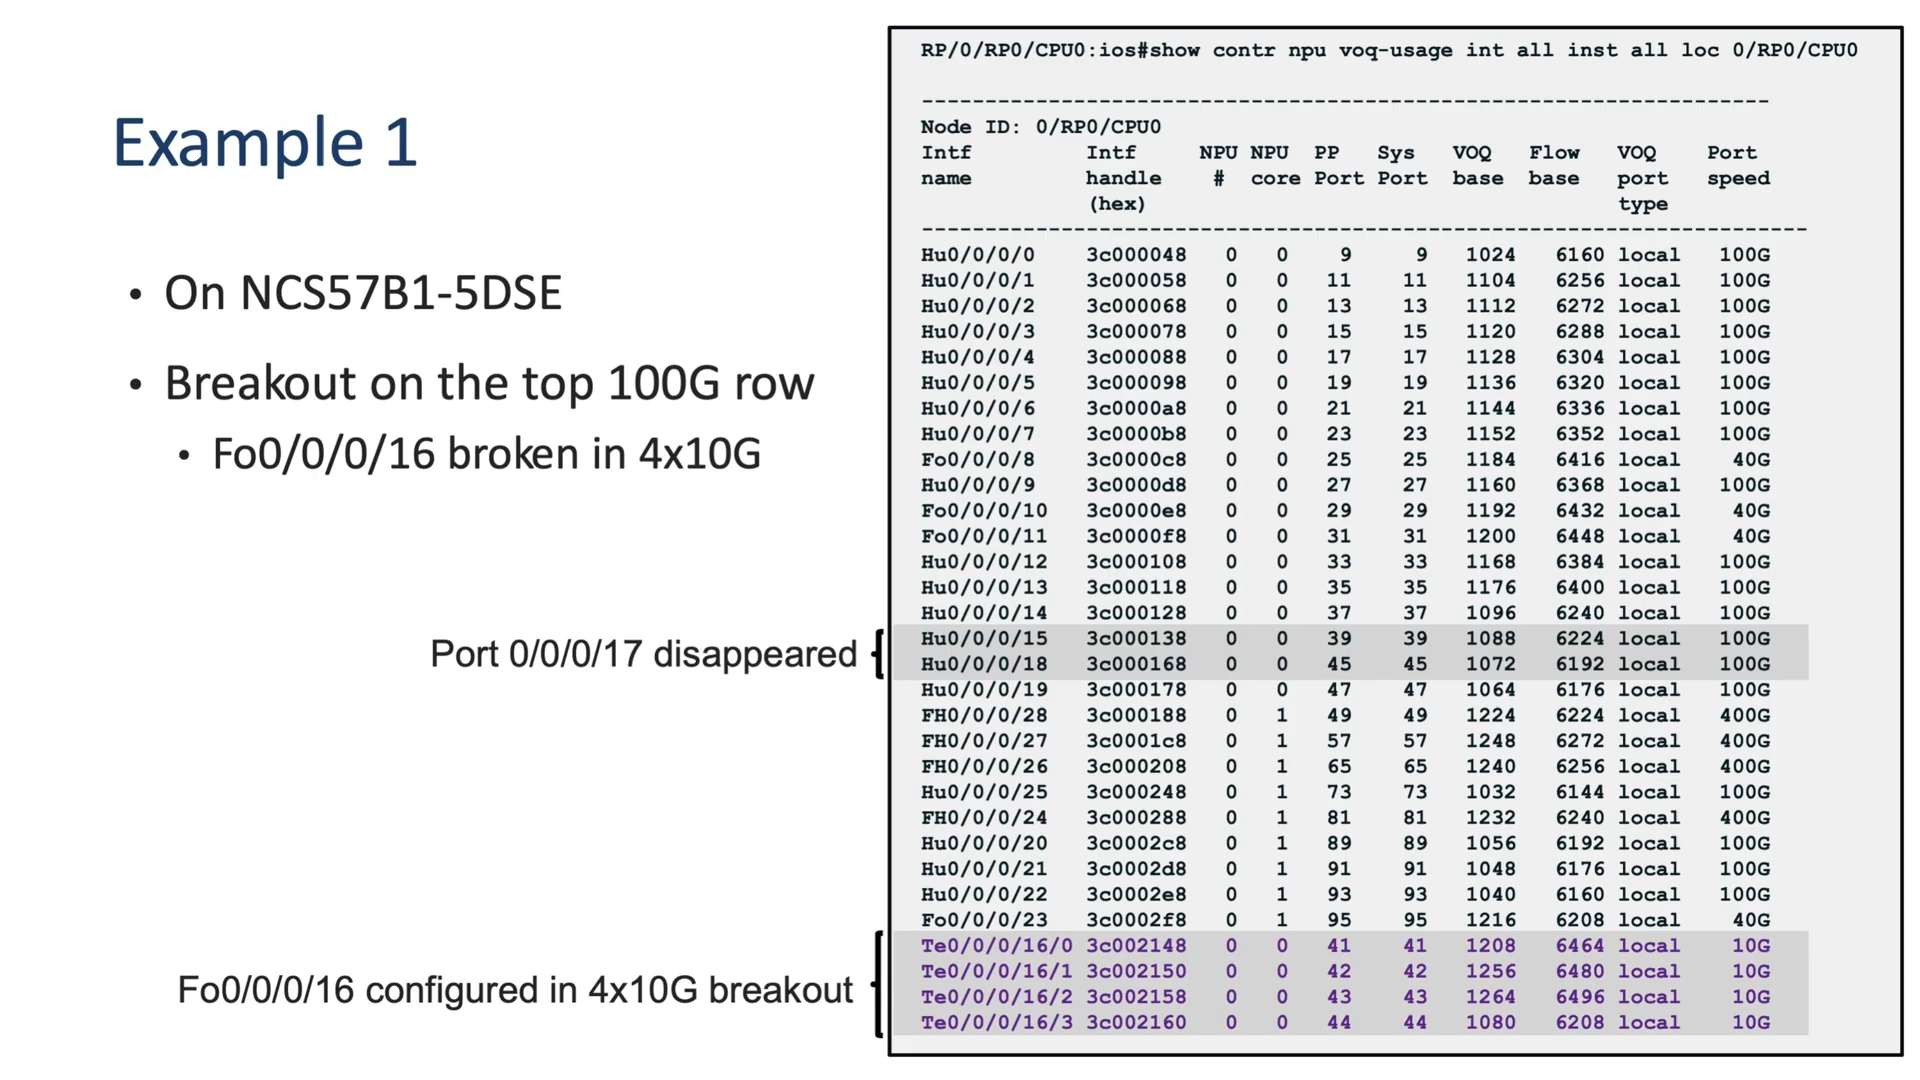 Example 1
• On NCS57B1-5DSE
• Breakout on the top 100G row
• Fo0/0/0/16 broken in 4x10G
Port 0/0/0/17 disappeared
Fo0/0/0/16 configured in 4x10G breakout
RP/0/RP0/CPU0:ios#show contr npu voq-usage int all inst all loc 0/RP0/CPU0
-------------------------------------------------------------------
Node ID: 0/RP0/CPU0
Intf Intf NPU NPU PP Sys VOQ Flow VOQ Port
name handle # core Port Port base base port speed
(hex) type
----------------------------------------------------------------------
Hu0/0/0/0 3c000048 0 0 9 9 1024 6160 local 100G
Hu0/0/0/1 3c000058 0 0 11 11 1104 6256 local 100G
Hu0/0/0/2 3c000068 0 0 13 13 1112 6272 local 100G
Hu0/0/0/3 3c000078 0 0 15 15 1120 6288 local 100G
Hu0/0/0/4 3c000088 0 0 17 17 1128 6304 local 100G
Hu0/0/0/5 3c000098 0 0 19 19 1136 6320 local 100G
Hu0/0/0/6 3c0000a8 0 0 21 21 1144 6336 local 100G
Hu0/0/0/7 3c0000b8 0 0 23 23 1152 6352 local 100G
Fo0/0/0/8 3c0000c8 0 0 25 25 1184 6416 local 40G
Hu0/0/0/9 3c0000d8 0 0 27 27 1160 6368 local 100G
Fo0/0/0/10 3c0000e8 0 0 29 29 1192 6432 local 40G
Fo0/0/0/11 3c0000f8 0 0 31 31 1200 6448 local 40G
Hu0/0/0/12 3c000108 0 0 33 33 1168 6384 local 100G
Hu0/0/0/13 3c000118 0 0 35 35 1176 6400 local 100G
Hu0/0/0/14 3c000128 0 0 37 37 1096 6240 local 100G
Hu0/0/0/15 3c000138 0 0 39 39 1088 6224 local 100G
Hu0/0/0/18 3c000168 0 0 45 45 1072 6192 local 100G
Hu0/0/0/19 3c000178 0 0 47 47 1064 6176 local 100G
FH0/0/0/28 3c000188 0 1 49 49 1224 6224 local 400G
FH0/0/0/27 3c0001c8 0 1 57 57 1248 6272 local 400G
FH0/0/0/26 3c000208 0 1 65 65 1240 6256 local 400G
Hu0/0/0/25 3c000248 0 1 73 73 1032 6144 local 100G
FH0/0/0/24 3c000288 0 1 81 81 1232 6240 local 400G
Hu0/0/0/20 3c0002c8 0 1 89 89 1056 6192 local 100G
Hu0/0/0/21 3c0002d8 0 1 91 91 1048 6176 local 100G
Hu0/0/0/22 3c0002e8 0 1 93 93 1040 6160 local 100G
Fo0/0/0/23 3c0002f8 0 1 95 95 1216 6208 local 40G
Te0/0/0/16/0 3c002148 0 0 41 41 1208 6464 local 10G
Te0/0/0/16/1 3c002150 0 0 42 42 1256 6480 local 10G
Te0/0/0/16/2 3c002158 0 0 43 43 1264 6496 local 10G
Te0/0/0/16/3 3c002160 0 0 44 44 1080 6208 local 10G